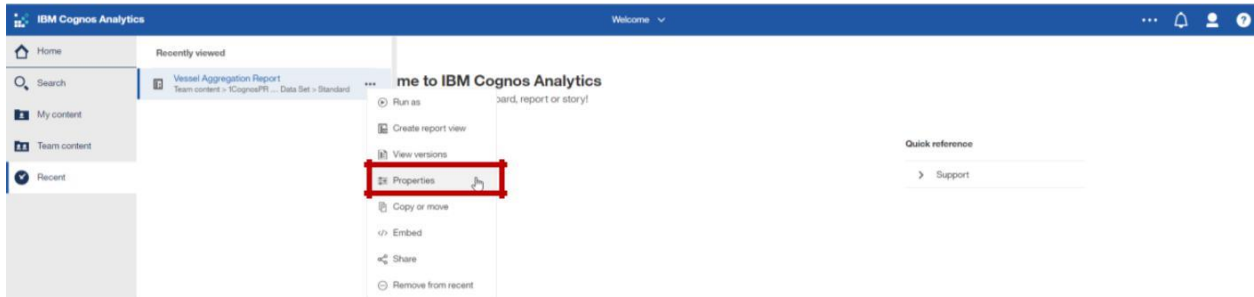 IBM Cognos Analytics
Welcome
Home
Search
My content
Team content
Recent
Recently viewed
Vessel Aggregation Report
Team content > 1CognosPR ... Data Set > Standard
me to IBM Cognos Analytics
oard, report or story!
Run as
Create report view
View versions
Properties
Copy or move
Embed
Share
Remove from recent
Quick reference
Support